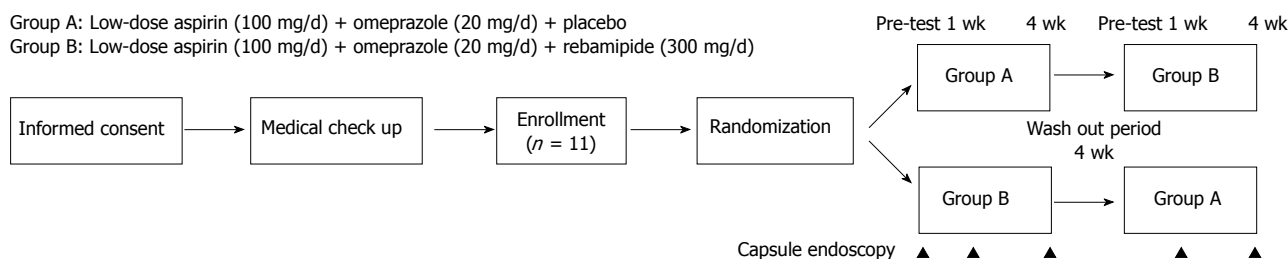 Group A: Low-dose aspirin (100 mg/d) + omeprazole (20 mg/d) + placebo
Group B: Low-dose aspirin (100 mg/d) + omeprazole (20 mg/d) + rebamipide (300 mg/d)
Pre-test 1 wk 4 wk Pre-test 1 wk 4 wk
Group A
Group B
Informed consent
Medical check up
Enrollment
(n = 11)
Randomization
Wash out period
4 wk
Group B
Group A
Capsule endoscopy